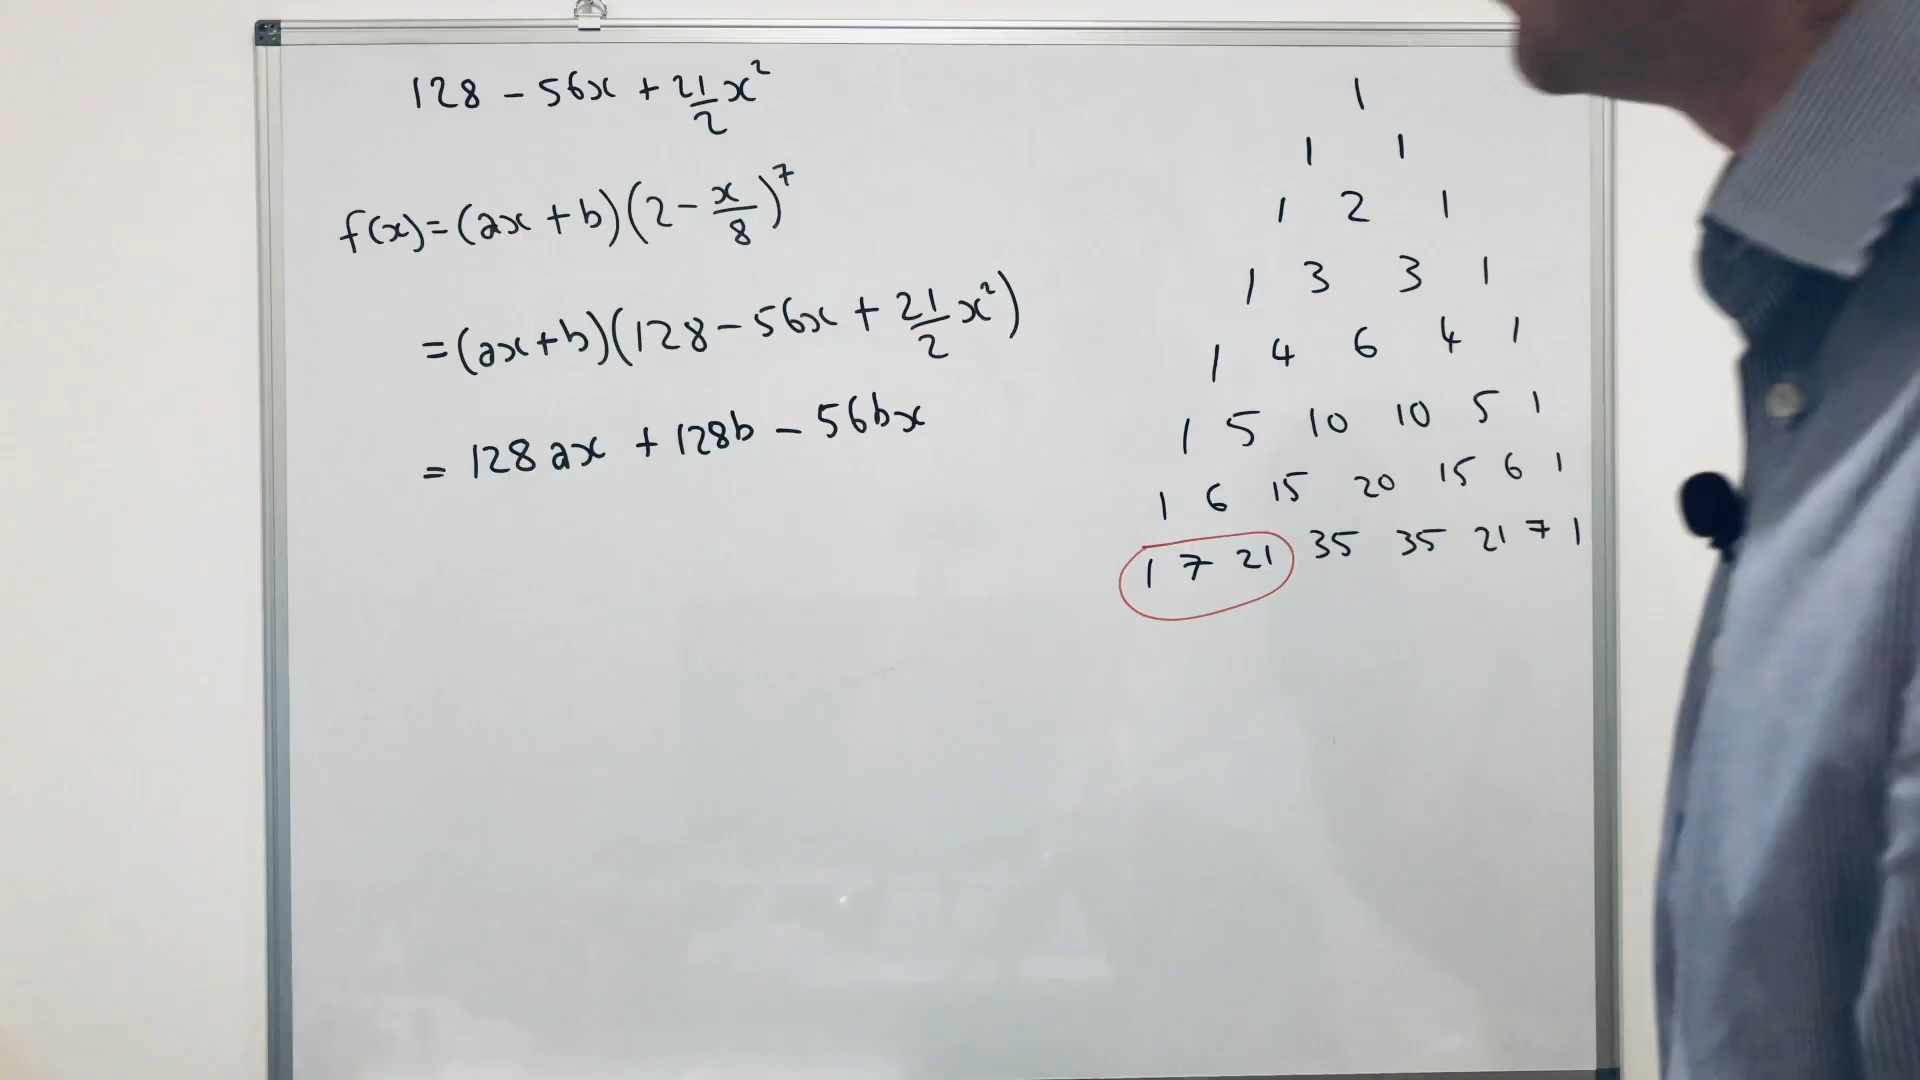 128 - 56x + 21/2 x²
f(x) = (ax + b)(2 - x/8)⁷
= (ax + b)(128 - 56x + 21/2 x²)
= 128ax + 128b - 56bx
1
1 1
1 2 1
1 3 3 1
1 4 6 4 1
1 5 10 10 5 1
1 6 15 20 15 6 1
1 7 21 35 35 21 7 1